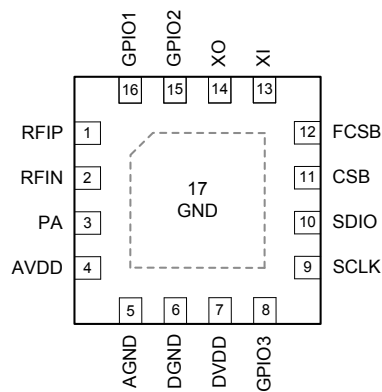 GPIO1
GPIO2
XO
XI
16
15
14
13
RFIP
1
12
FCSB
RFIN
2
11
CSB
17
GND
PA
3
10
SDIO
AVDD
4
9
SCLK
5
6
7
8
AGND
DGND
DVDD
GPIO3